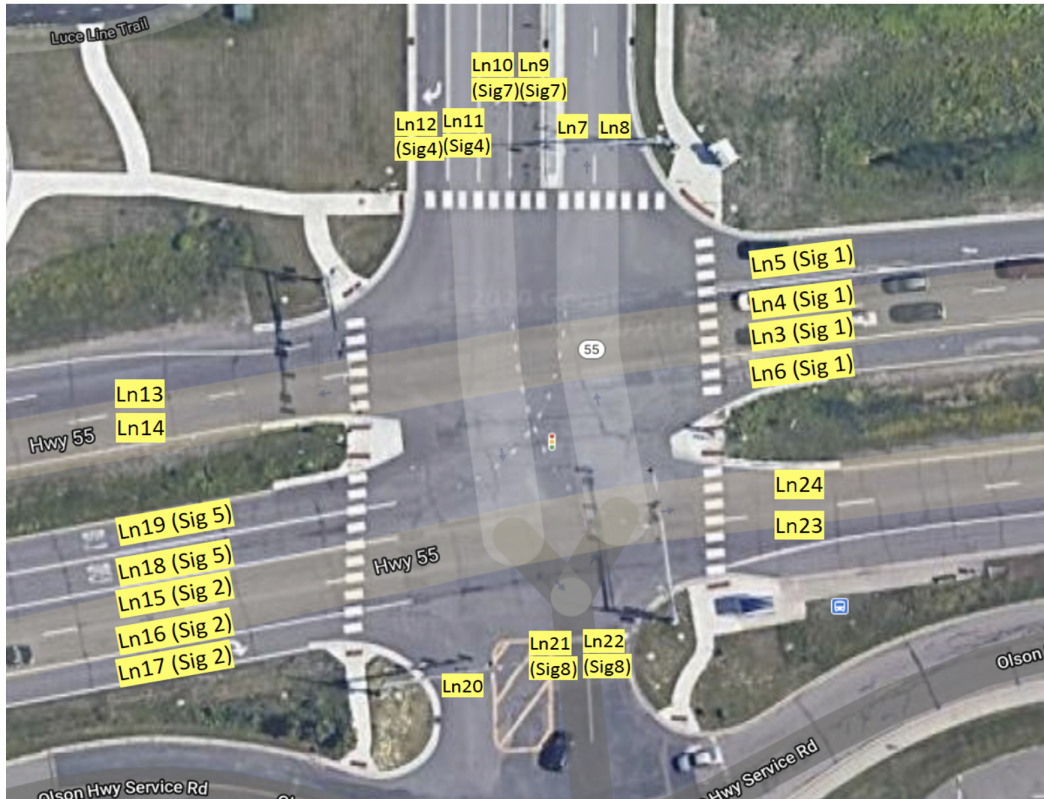 Luce Line Trail
Ln10
(Sig7)
Ln9
(Sig7)
Ln12
(Sig4)
Ln11
(Sig4)
Ln7
Ln8
Ln5 (Sig 1)
Ln4 (Sig 1)
Ln3 (Sig 1)
Ln6 (Sig 1)
55
Ln13
Ln14
Hwy 55
Ln19 (Sig 5)
Ln18 (Sig 5)
Ln15 (Sig 2)
Ln16 (Sig 2)
Ln17 (Sig 2)
Hwy 55
Ln24
Ln23
Ln20
Ln21
(Sig8)
Ln22
(Sig8)
Olson
Olson Hwy Service Rd
Hwy Service Rd